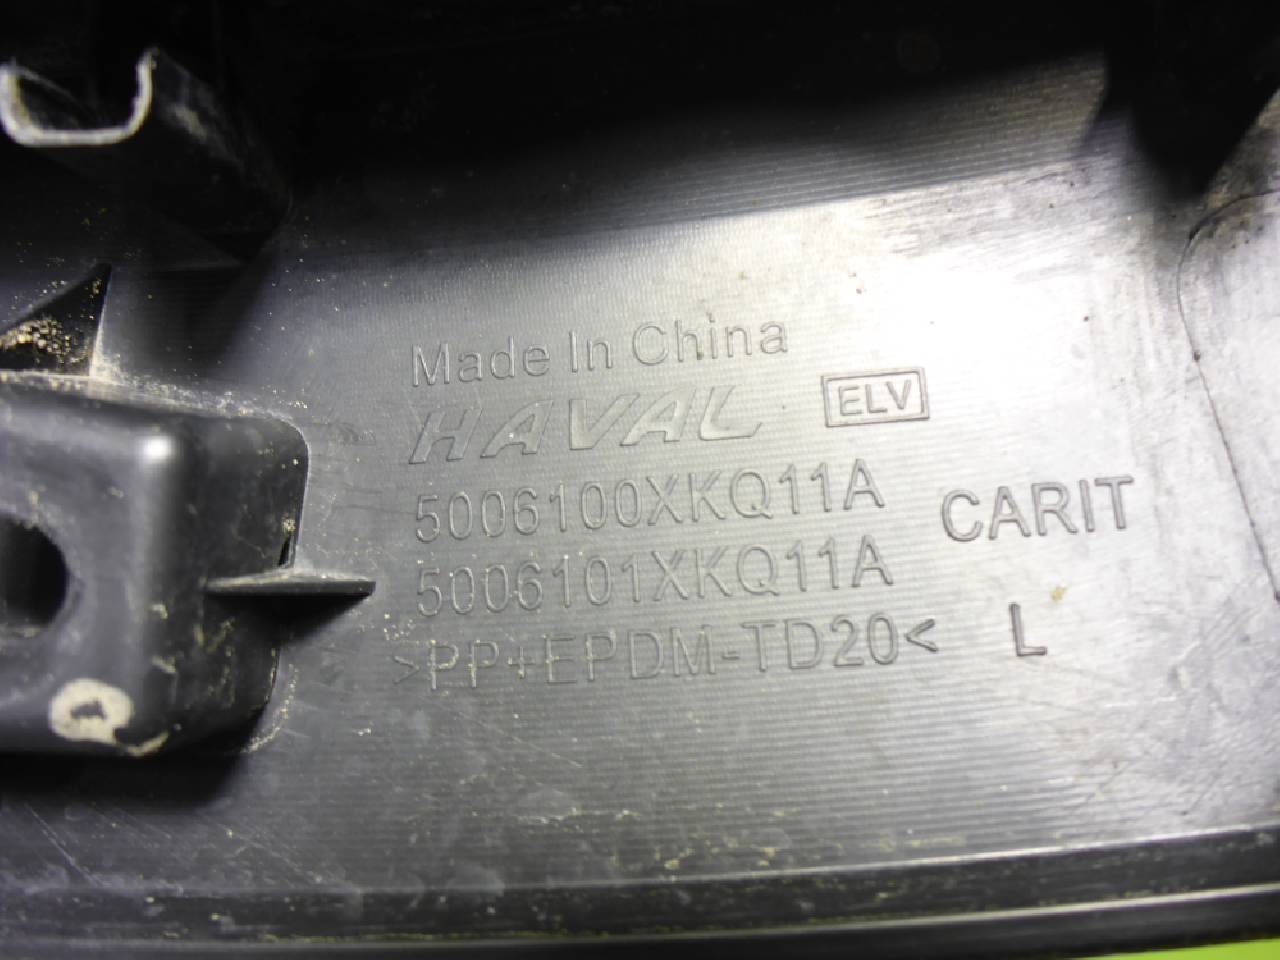 Made In China
HAVAL ELV
5006100XKQ11A
5006101XKQ11A
CARIT
>PP+EPDM-TD20<
L